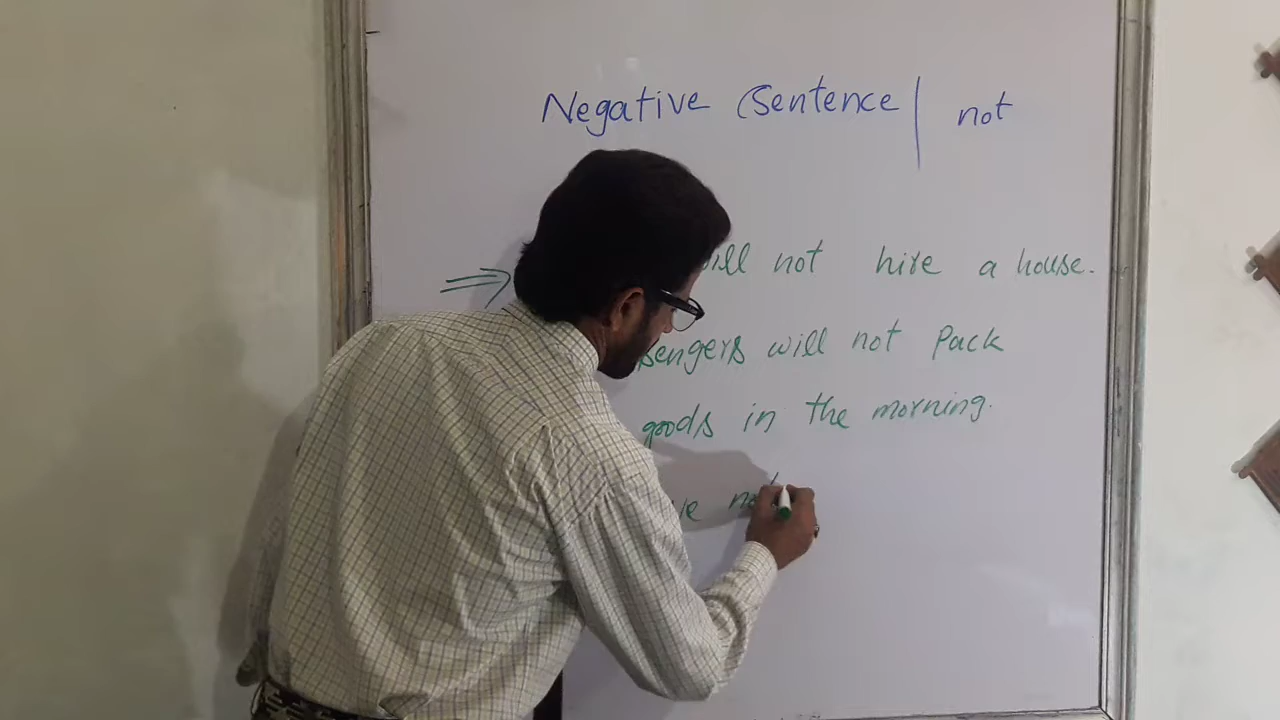 Negative Sentence | not
will not hire a house.
sengers will not Pack
goods in the morning.